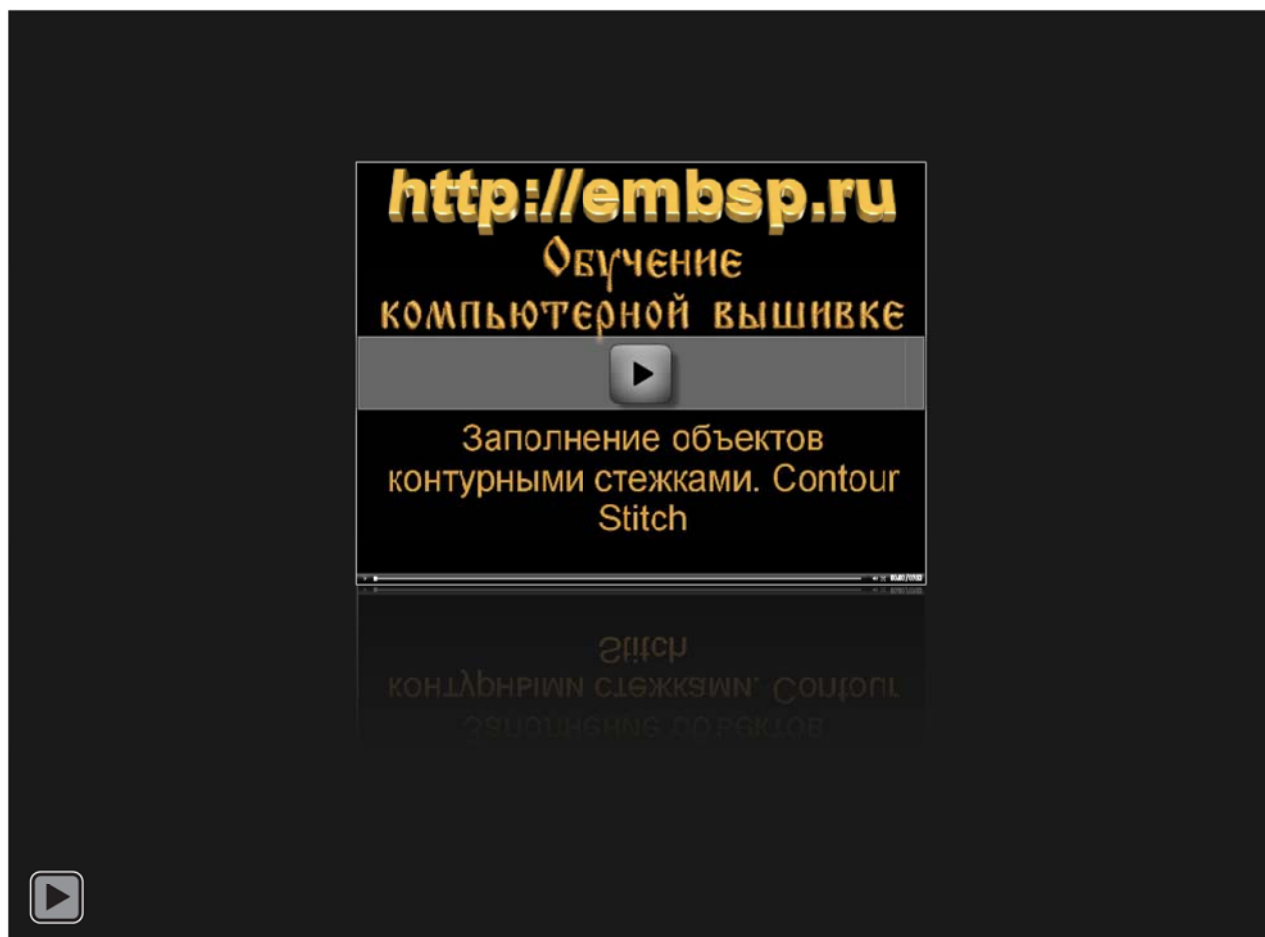 http://embsp.ru
Обучение
компьютерной вышивке
Заполнение объектов
контурными стежками. Contour
Stitch